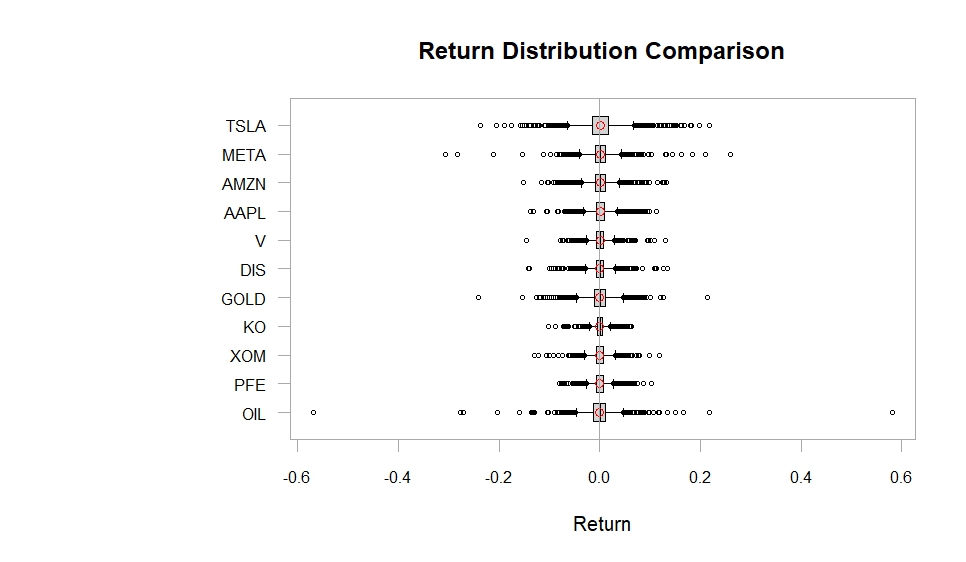 Return Distribution Comparison
TSLA
META
AMZN
AAPL
V
DIS
GOLD
KO
XOM
PFE
OIL
-0.6 -0.4 -0.2 0.0 0.2 0.4 0.6
Return